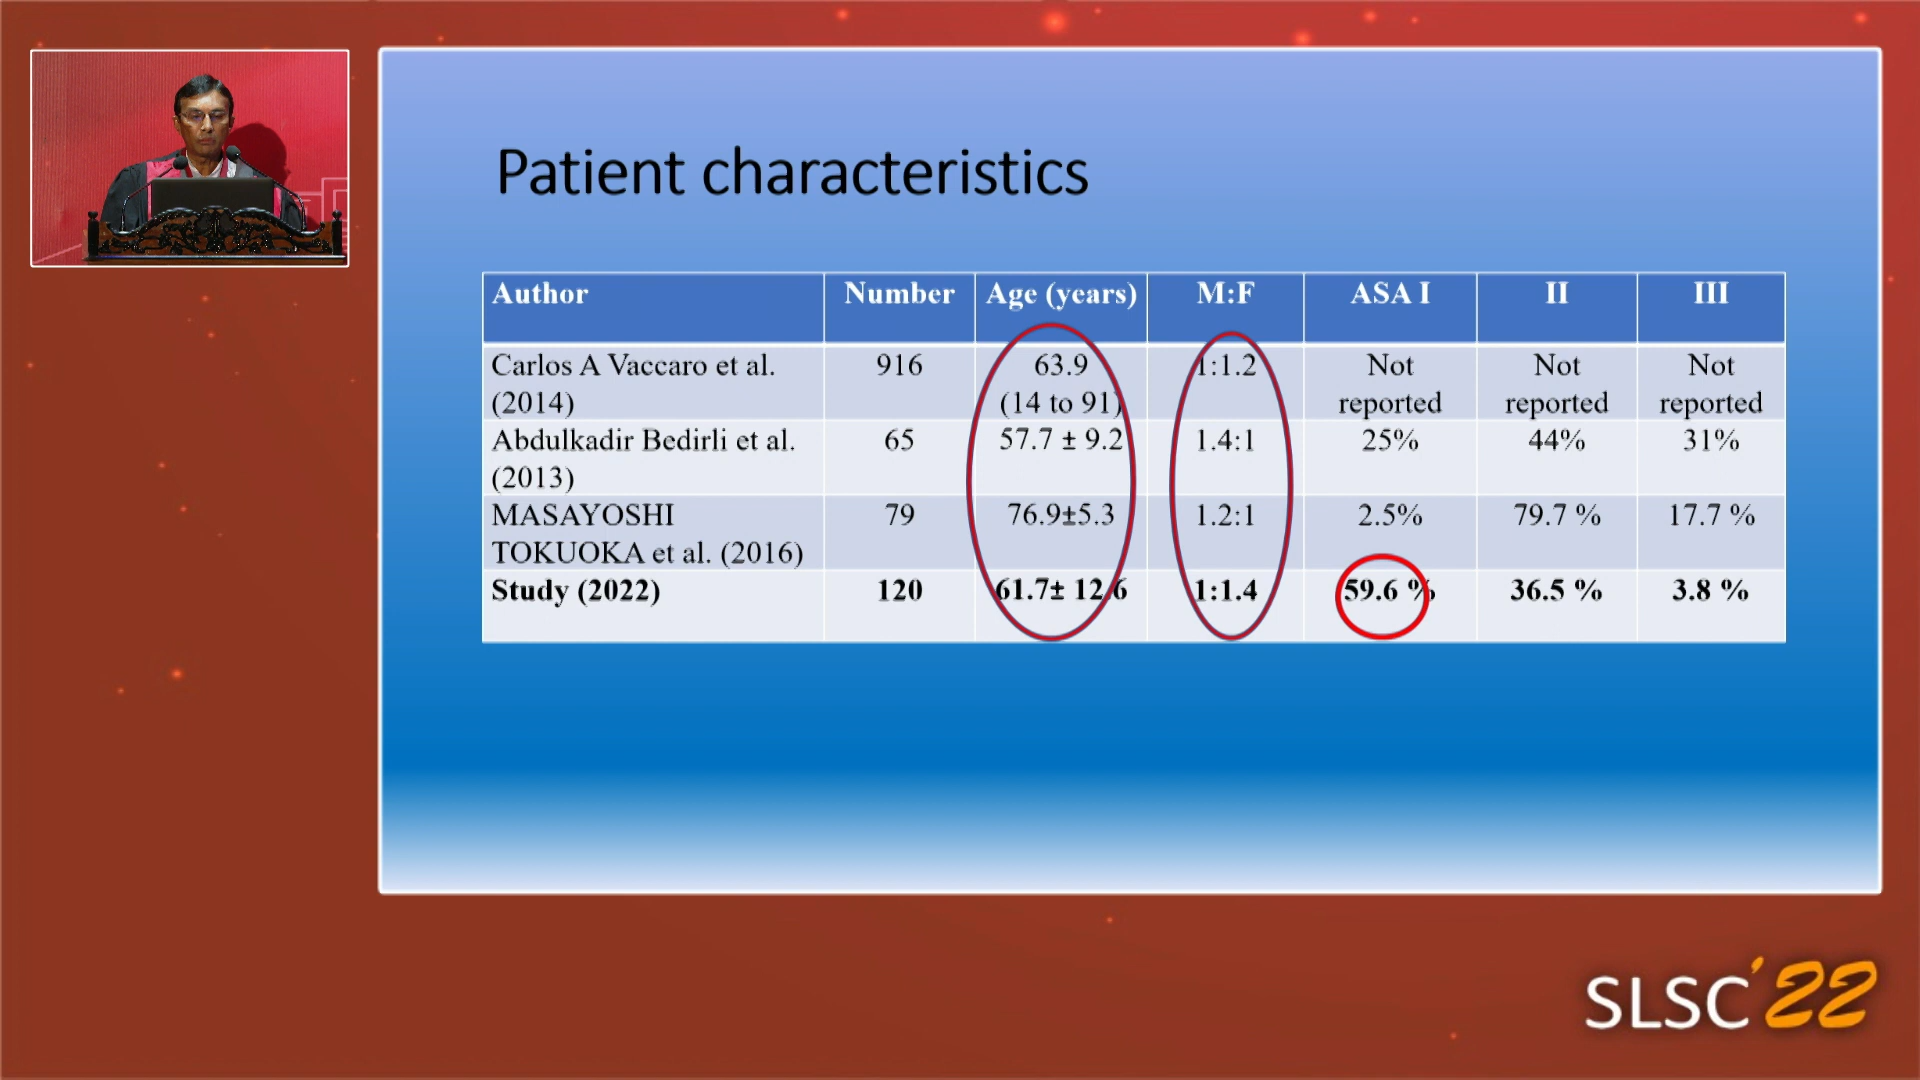 Patient characteristics
Author Number Age (years) M:F ASA I II III
Carlos A Vaccaro et al. 916 63.9 1:1.2 Not Not Not
(2014) (14 to 91) reported reported reported
Abdulkadir Bedirli et al. 65 57.7 ± 9.2 1.4:1 25% 44% 31%
(2013)
MASAYOSHI 79 76.9±5.3 1.2:1 2.5% 79.7 % 17.7 %
TOKUOKA et al. (2016)
Study (2022) 120 61.7± 12.6 1:1.4 59.6 % 36.5 % 3.8 %
SLSC'22